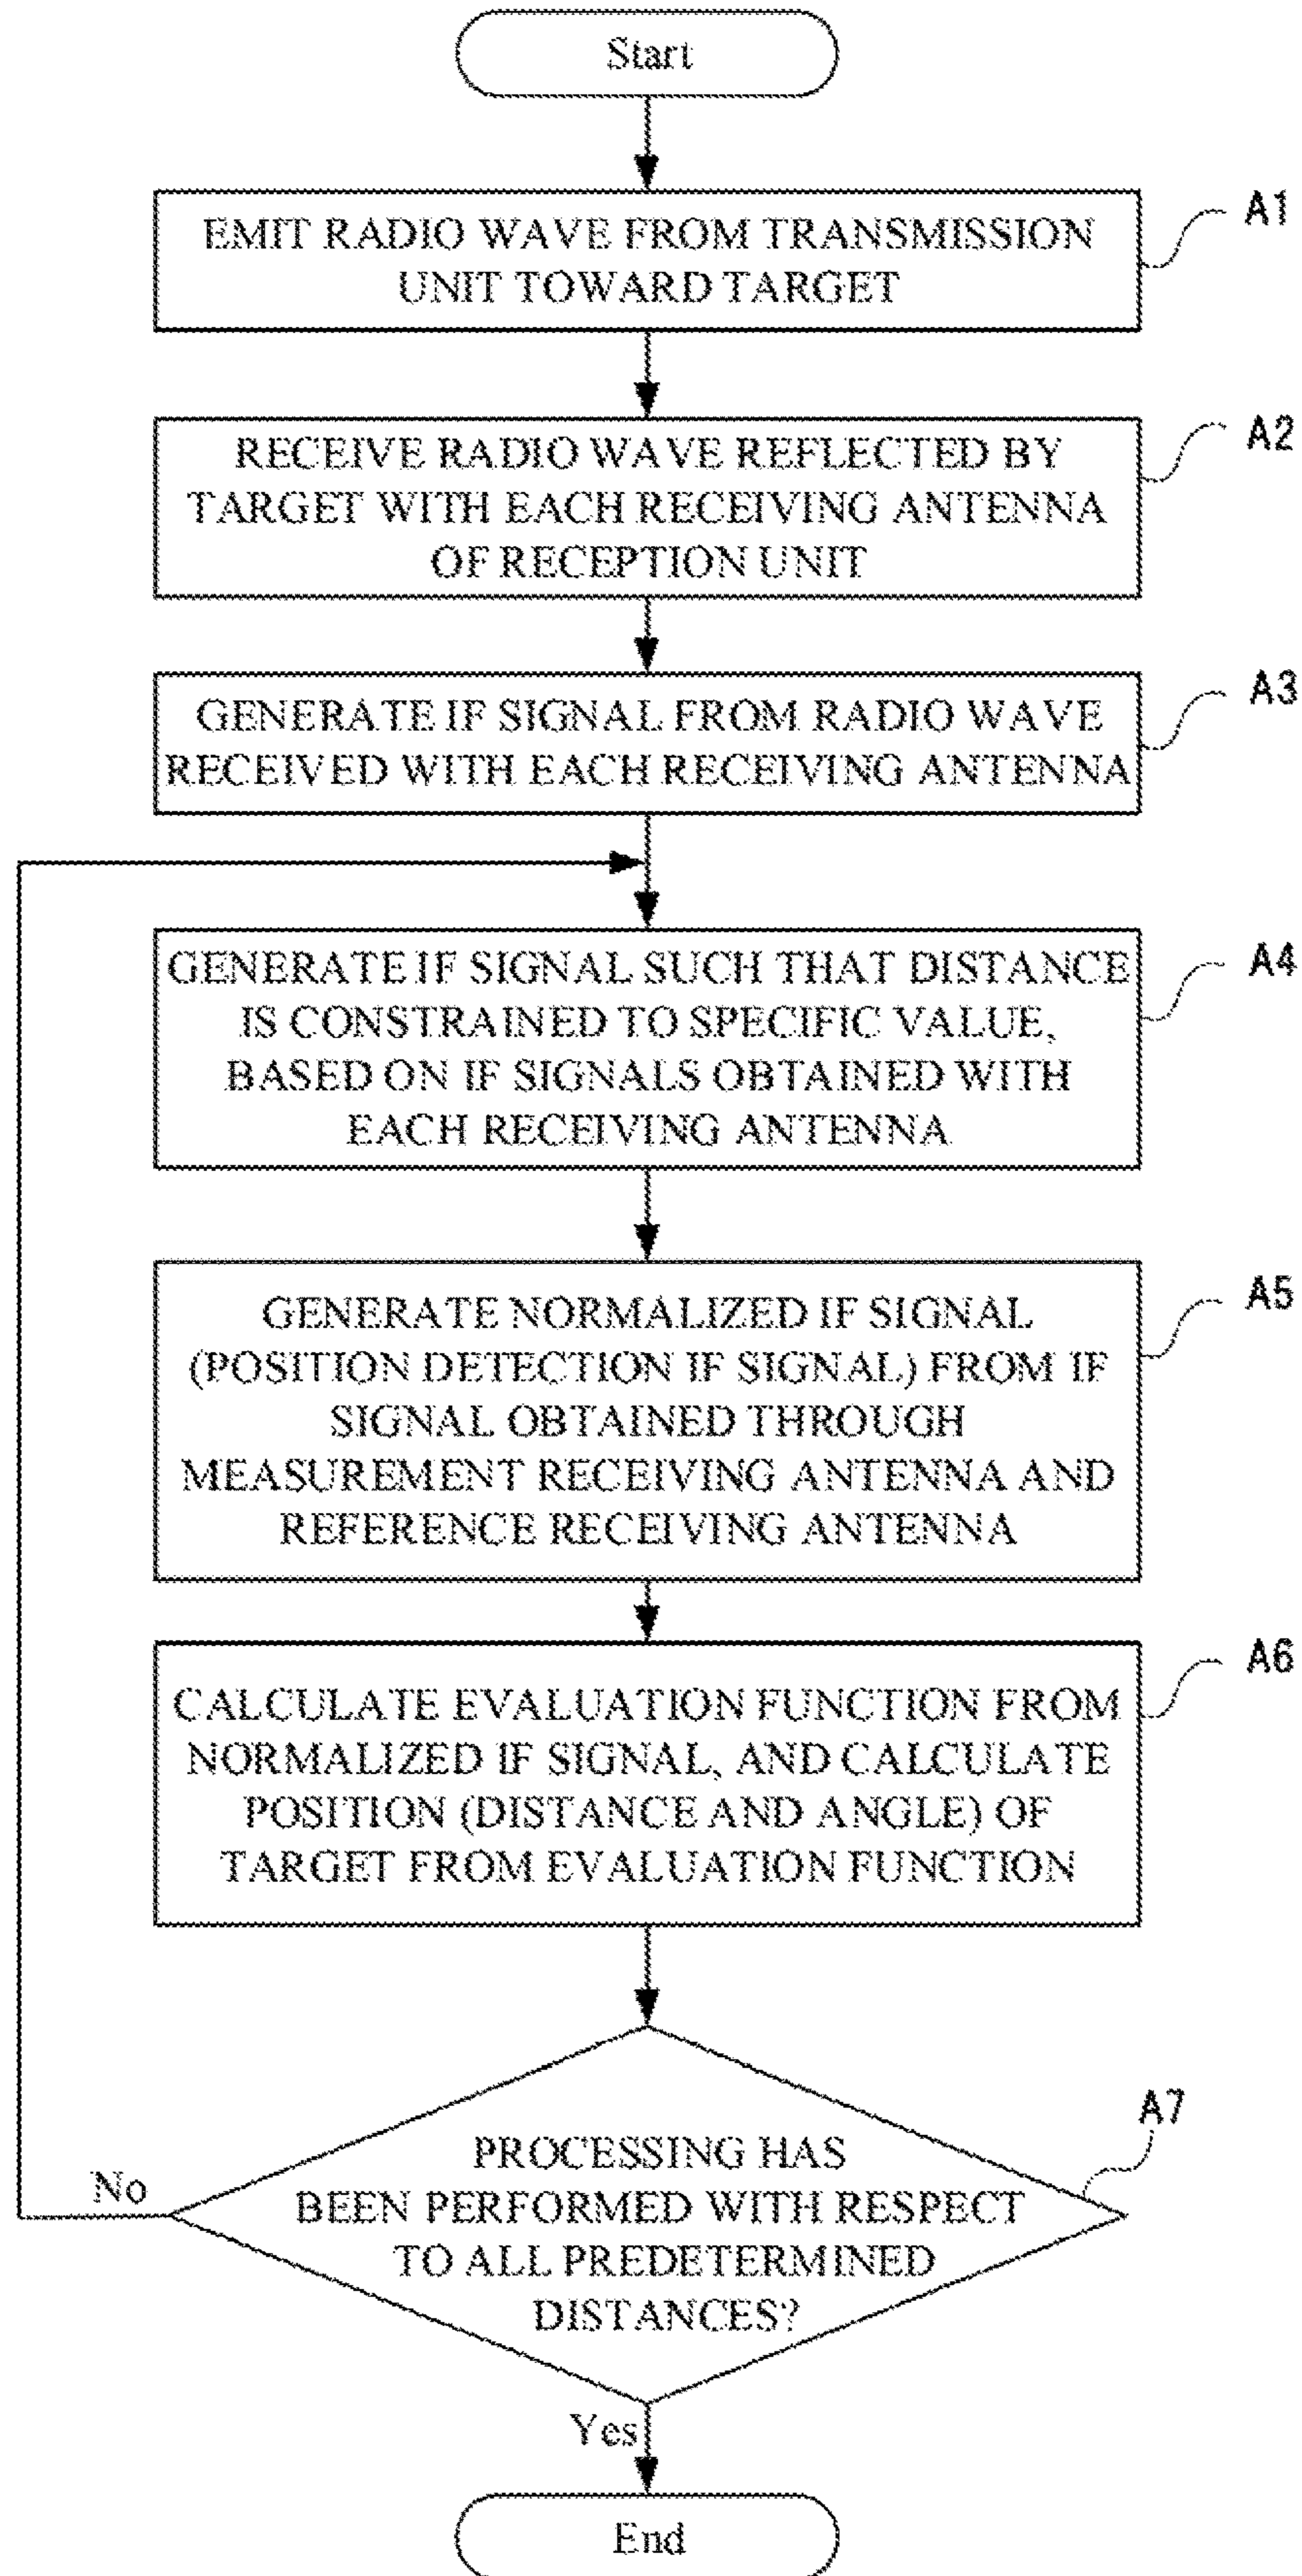 Start
EMIT RADIO WAVE FROM TRANSMISSION
UNIT TOWARD TARGET
A1
RECEIVE RADIO WAVE REFLECTED BY
TARGET WITH EACH RECEIVING ANTENNA
OF RECEPTION UNIT
A2
GENERATE IF SIGNAL FROM RADIO WAVE
RECEIVED WITH EACH RECEIVING ANTENNA
A3
GENERATE IF SIGNAL SUCH THAT DISTANCE
IS CONSTRAINED TO SPECIFIC VALUE,
BASED ON IF SIGNALS OBTAINED WITH
EACH RECEIVING ANTENNA
A4
GENERATE NORMALIZED IF SIGNAL
(POSITION DETECTION IF SIGNAL) FROM IF
SIGNAL OBTAINED THROUGH
MEASUREMENT RECEIVING ANTENNA AND
REFERENCE RECEIVING ANTENNA
A5
CALCULATE EVALUATION FUNCTION FROM
NORMALIZED IF SIGNAL, AND CALCULATE
POSITION (DISTANCE AND ANGLE) OF
TARGET FROM EVALUATION FUNCTION
A6
PROCESSING HAS
BEEN PERFORMED WITH RESPECT
TO ALL PREDETERMINED
DISTANCES?
A7
No
Yes
End